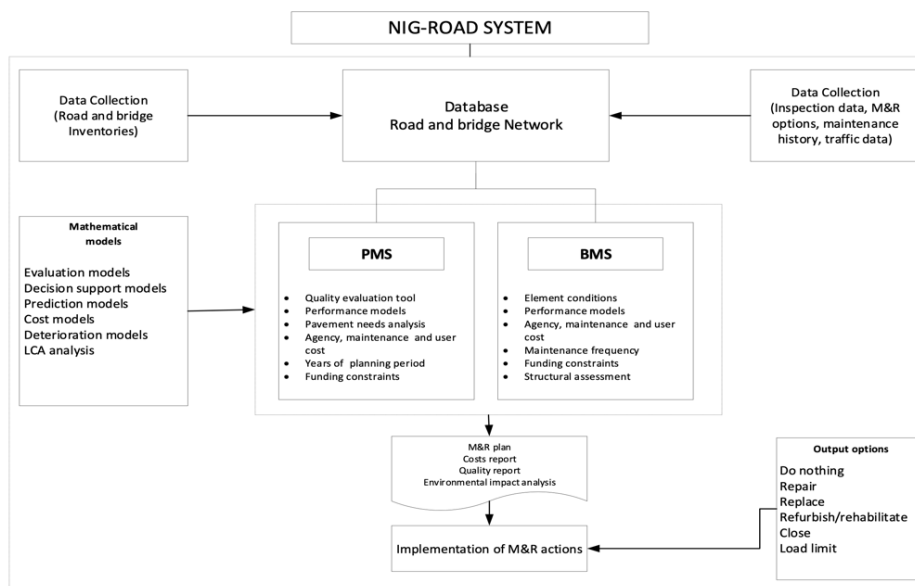 NIG-ROAD SYSTEM
Data Collection
(Road and bridge
Inventories)
Database
Road and bridge Network
Data Collection
(Inspection data, M&R
options, maintenance
history, traffic data)
Mathematical
models
Evaluation models
Decision support models
Prediction models
Cost models
Deterioration models
LCA analysis
PMS
• Quality evaluation tool
• Performance models
• Pavement needs analysis
• Agency, maintenance and user
cost
• Years of planning period
• Funding constraints
BMS
• Element conditions
• Performance models
• Agency, maintenance and user
cost
• Maintenance frequency
• Funding constraints
• Structural assessment
M&R plan
Costs report
Quality report
Environmental impact analysis
Implementation of M&R actions
Output options
Do nothing
Repair
Replace
Refurbish/rehabilitate
Close
Load limit